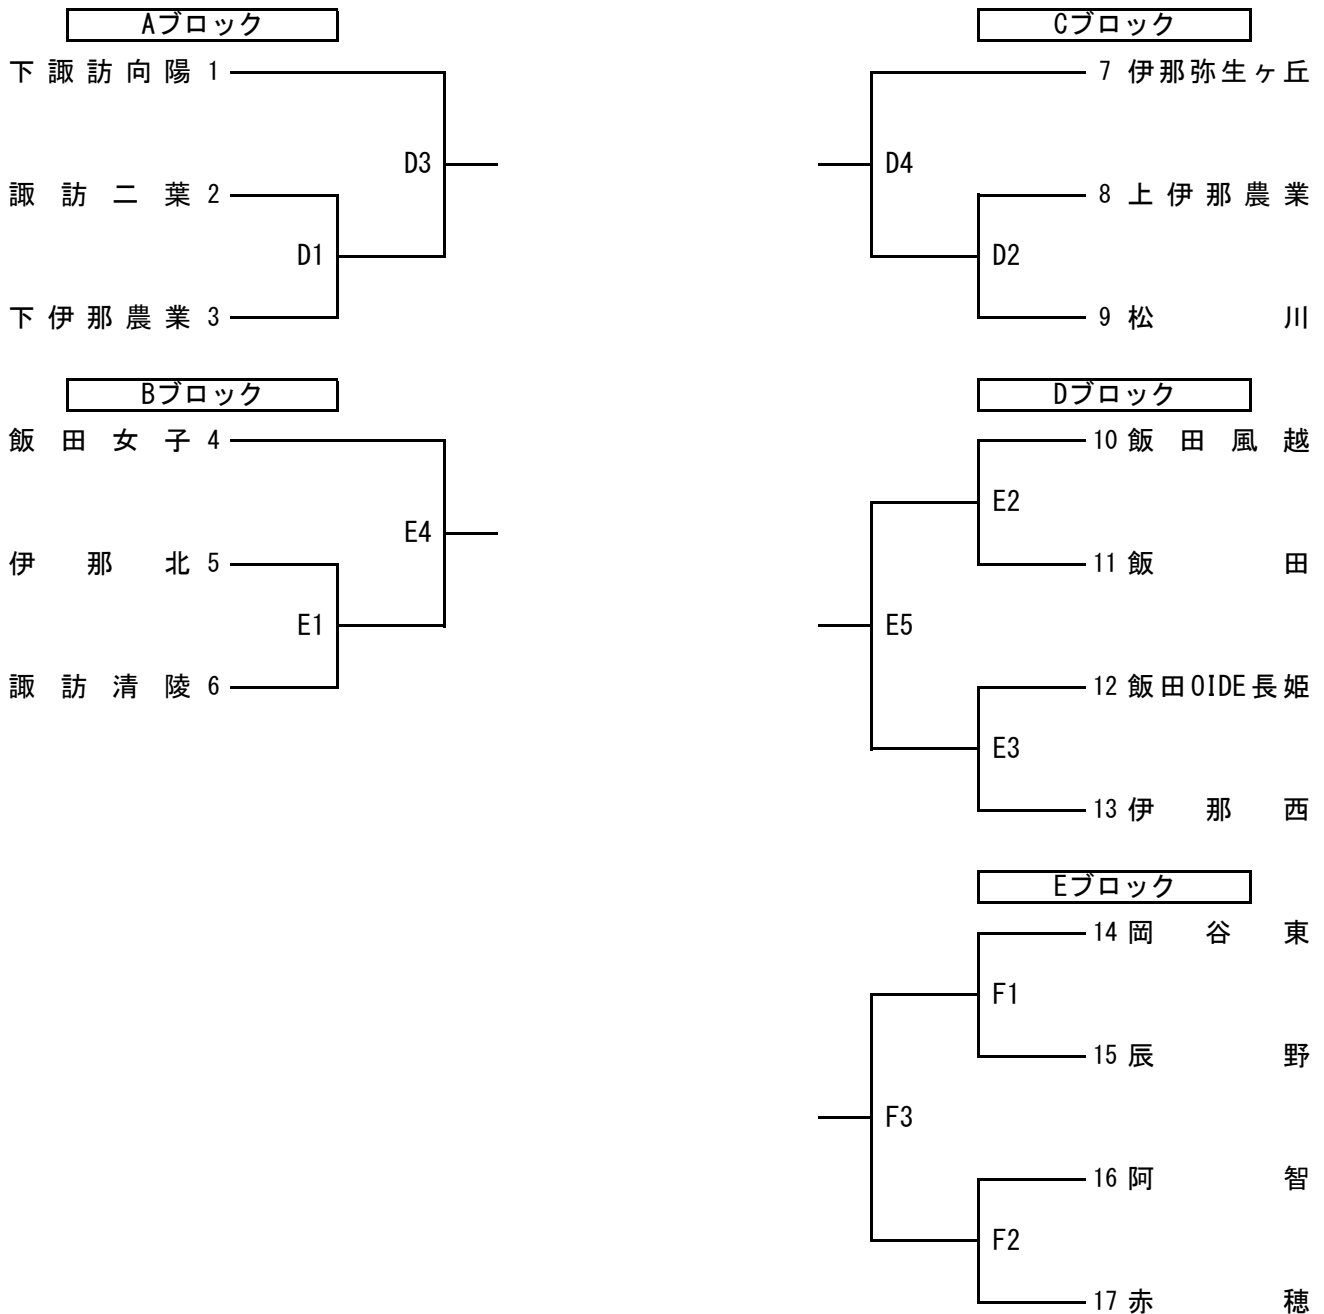 Aブロック
下諏訪向陽 1
D3
諏訪二葉 2
D1
下伊那農業 3
Bブロック
飯田女子 4
E4
伊那北 5
E1
諏訪清陵 6
Cブロック
7 伊那弥生ヶ丘
D4
8 上伊那農業
D2
9 松川
Dブロック
10 飯田風越
E2
11 飯田
E5
12 飯田OIDE長姫
E3
13 伊那西
Eブロック
14 岡谷東
F1
15 辰野
F3
16 阿智
F2
17 赤穂